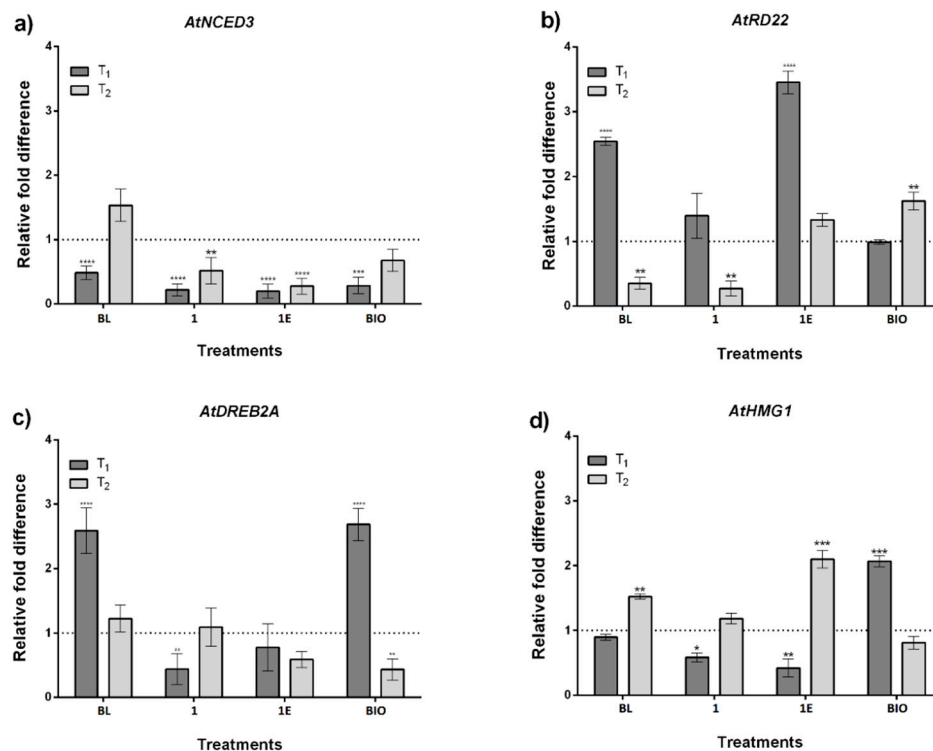 a)
AtNCED3
T1
T2
Relative fold difference
4
3
2
1
0
****
****
**
****
****
***
BL
1
1E
BIO
Treatments
b)
AtRD22
T1
T2
Relative fold difference
4
3
2
1
0
****
**
**
****
**
BL
1
1E
BIO
Treatments
c)
AtDREB2A
T1
T2
Relative fold difference
4
3
2
1
0
****
**
****
**
BL
1
1E
BIO
Treatments
d)
AtHMG1
T1
T2
Relative fold difference
4
3
2
1
0
**
*
**
***
***
BL
1
1E
BIO
Treatments